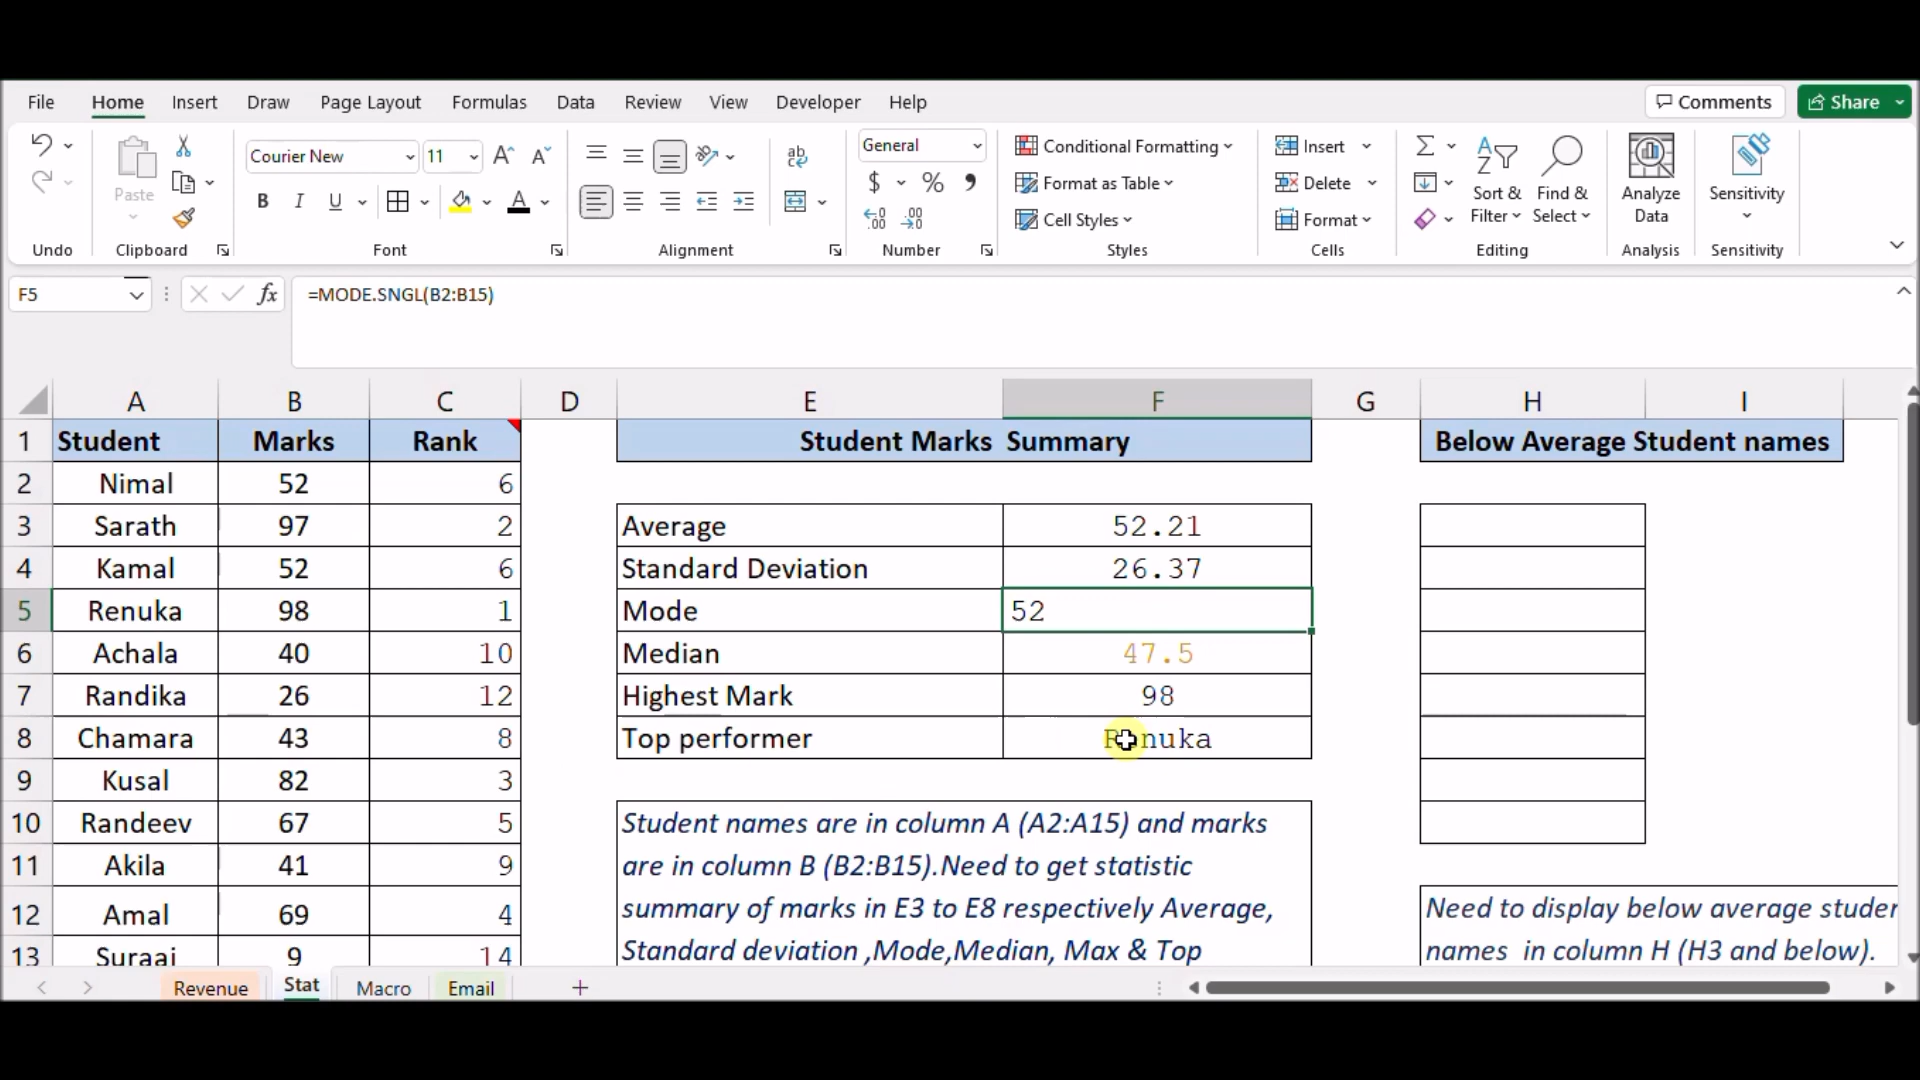 File Home Insert Draw Page Layout Formulas Data Review View Developer Help Comments Share
Courier New 11 General Conditional Formatting Insert
Paste Format as Table Delete Sort & Filter Find & Select Analyze Data Sensitivity
B I U A $ % Cell Styles Format
Undo Clipboard Font Alignment Number Styles Cells Editing Analysis Sensitivity
F5 fx =MODE.SNGL(B2:B15)
A B C D E F G H I
1 Student Marks Rank Student Marks Summary Below Average Student names
2 Nimal 52 6
3 Sarath 97 2 Average 52.21
4 Kamal 52 6 Standard Deviation 26.37
5 Renuka 98 1 Mode 52
6 Achala 40 10 Median 47.5
7 Randika 26 12 Highest Mark 98
8 Chamara 43 8 Top performer Renuka
9 Kusal 82 3
10 Randeev 67 5 Student names are in column A (A2:A15) and marks
11 Akila 41 9 are in column B (B2:B15).Need to get statistic
12 Amal 69 4 summary of marks in E3 to E8 respectively Average, Need to display below average studen
13 Suraaj 9 14 Standard deviation ,Mode,Median, Max & Top names in column H (H3 and below).
Revenue Stat Macro Email +